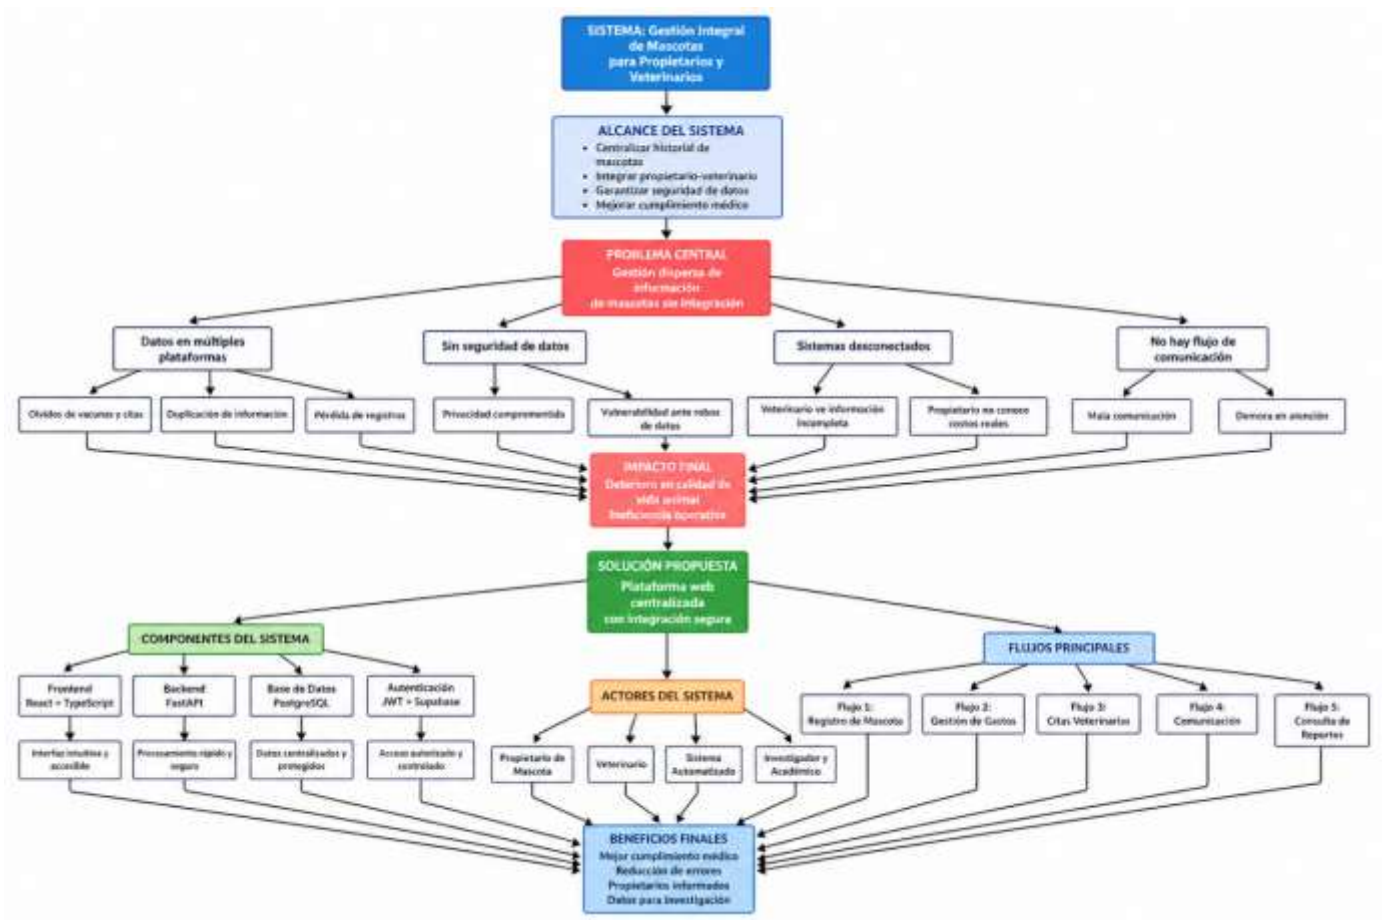 SISTEMA: Gestión Integral
de Mascotas
para Propietarios y
Veterinarios
ALCANCE DEL SISTEMA
• Centralizar historial de
mascotas
• Integrar propietario-veterinario
• Garantizar seguridad de datos
• Mejorar cumplimiento médico
PROBLEMA CENTRAL
Gestión dispersa de
información
de mascotas sin integración
Datos en múltiples
plataformas
Sin seguridad de datos
Sistemas desconectados
No hay flujo de
comunicación
Olvidos de vacunas y citas
Duplicación de información
Pérdida de registros
Privacidad comprometida
Vulnerabilidad ante robos
de datos
Veterinario ve información
incompleta
Propietario no conoce
costos reales
Mala comunicación
Demora en atención
IMPACTO FINAL
Deterioro en calidad de
vida animal
Ineficiencia operativa
SOLUCIÓN PROPUESTA
Plataforma web
centralizada
con integración segura
COMPONENTES DEL SISTEMA
Frontend
React + TypeScript
Backend
FastAPI
Base de Datos
PostgreSQL
Autenticación
JWT + Supabase
Interfaz intuitiva y
accesible
Procesamiento rápido y
seguro
Datos centralizados y
protegidos
Acceso autorizado y
controlado
ACTORES DEL SISTEMA
Propietario de
Mascota
Veterinario
Sistema
Automatizado
Investigador y
Académico
FLUJOS PRINCIPALES
Flujo 1:
Registro de Mascota
Flujo 2:
Gestión de Gastos
Flujo 3:
Citas Veterinarios
Flujo 4:
Comunicación
Flujo 5:
Consulta de
Reportes
BENEFICIOS FINALES
Mejor cumplimiento médico
Reducción de errores
Propietarios informados
Datos para investigación